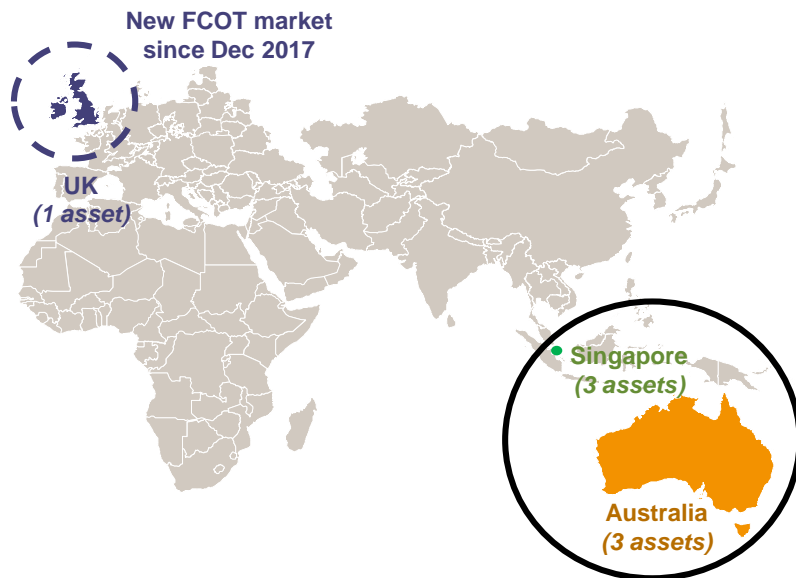 New FCOT market
since Dec 2017
UK
(1 asset)
Singapore
(3 assets)
Australia
(3 assets)